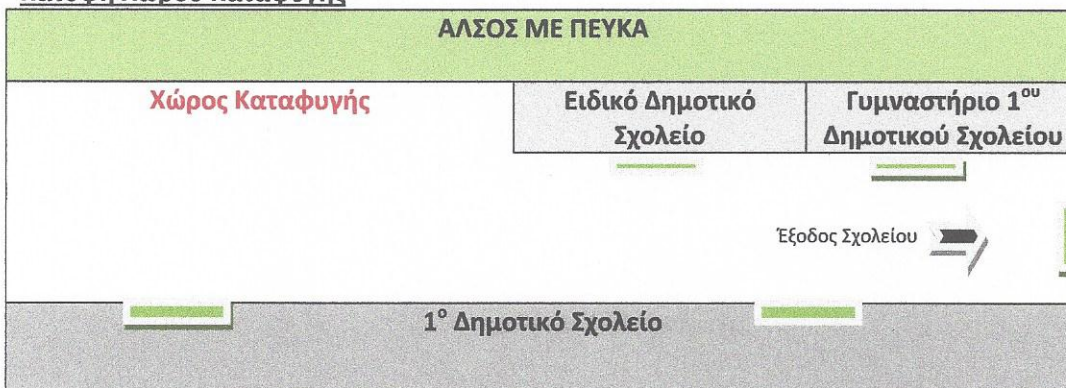 ΑΛΣΟΣ ΜΕ ΠΕΥΚΑ
Χώρος Καταφυγής
Ειδικό Δημοτικό
Σχολείο
Γυμναστήριο 1ου
Δημοτικού Σχολείου
Έξοδος Σχολείου
1ο Δημοτικό Σχολείο